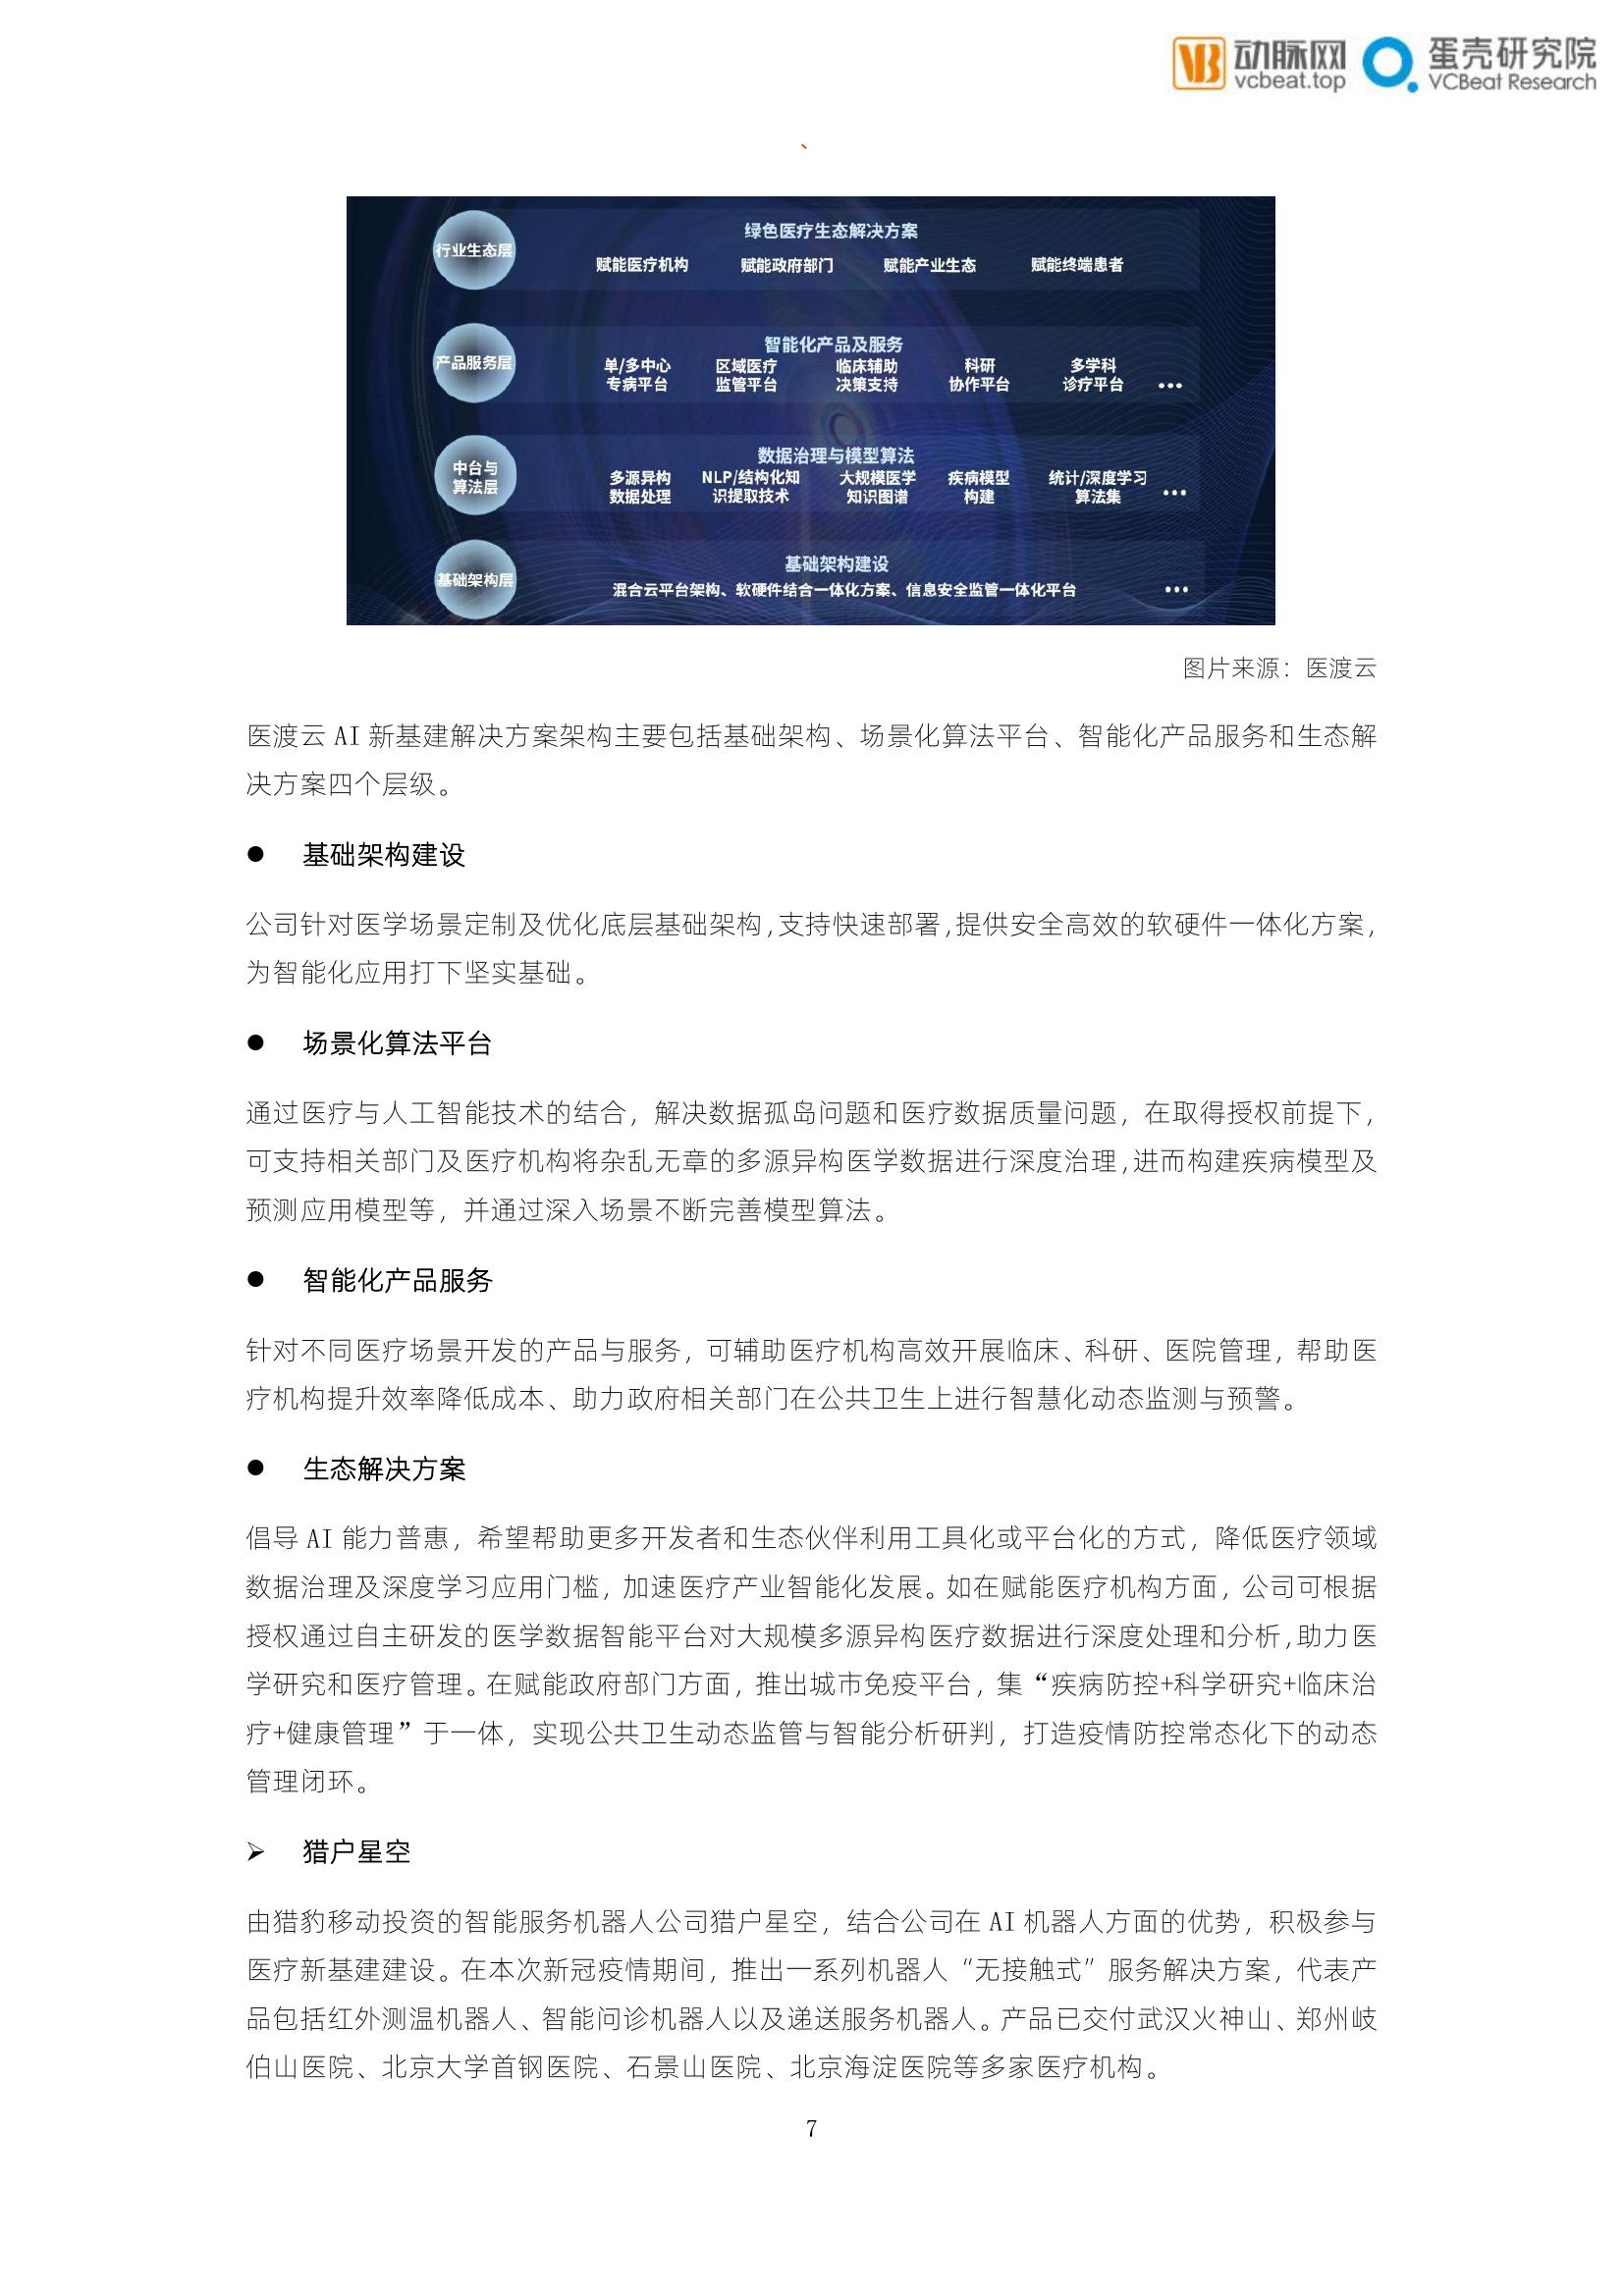 动脉网
vcbeat.top
蛋壳研究院
VCBeat Research
、
行业生态层
绿色医疗生态解决方案
赋能医疗机构 赋能政府部门 赋能产业生态 赋能终端患者
产品服务层
智能化产品及服务
单/多中心 区域医疗 临床辅助 科研 多学科
专病平台 监管平台 决策支持 协作平台 诊疗平台 •••
中台与
算法层
数据治理与模型算法
多源异构 NLP/结构化知 大规模医学 疾病模型 统计/深度学习
数据处理 识提取技术 知识图谱 构建 算法集 •••
基础架构层
基础架构建设
混合云平台架构、软硬件结合一体化方案、信息安全监管一体化平台 •••
图片来源：医渡云
医渡云 AI 新基建解决方案架构主要包括基础架构、场景化算法平台、智能化产品服务和生态解
决方案四个层级。
● 基础架构建设
公司针对医学场景定制及优化底层基础架构,支持快速部署,提供安全高效的软硬件一体化方案,
为智能化应用打下坚实基础。
● 场景化算法平台
通过医疗与人工智能技术的结合，解决数据孤岛问题和医疗数据质量问题，在取得授权前提下，
可支持相关部门及医疗机构将杂乱无章的多源异构医学数据进行深度治理,进而构建疾病模型及
预测应用模型等，并通过深入场景不断完善模型算法。
● 智能化产品服务
针对不同医疗场景开发的产品与服务，可辅助医疗机构高效开展临床、科研、医院管理，帮助医
疗机构提升效率降低成本、助力政府相关部门在公共卫生上进行智慧化动态监测与预警。
● 生态解决方案
倡导 AI 能力普惠，希望帮助更多开发者和生态伙伴利用工具化或平台化的方式，降低医疗领域
数据治理及深度学习应用门槛，加速医疗产业智能化发展。如在赋能医疗机构方面，公司可根据
授权通过自主研发的医学数据智能平台对大规模多源异构医疗数据进行深度处理和分析,助力医
学研究和医疗管理。在赋能政府部门方面，推出城市免疫平台，集“疾病防控+科学研究+临床治
疗+健康管理”于一体，实现公共卫生动态监管与智能分析研判，打造疫情防控常态化下的动态
管理闭环。
➢ 猎户星空
由猎豹移动投资的智能服务机器人公司猎户星空，结合公司在 AI 机器人方面的优势，积极参与
医疗新基建建设。在本次新冠疫情期间，推出一系列机器人“无接触式”服务解决方案，代表产
品包括红外测温机器人、智能问诊机器人以及递送服务机器人。产品已交付武汉火神山、郑州岐
伯山医院、北京大学首钢医院、石景山医院、北京海淀医院等多家医疗机构。
7